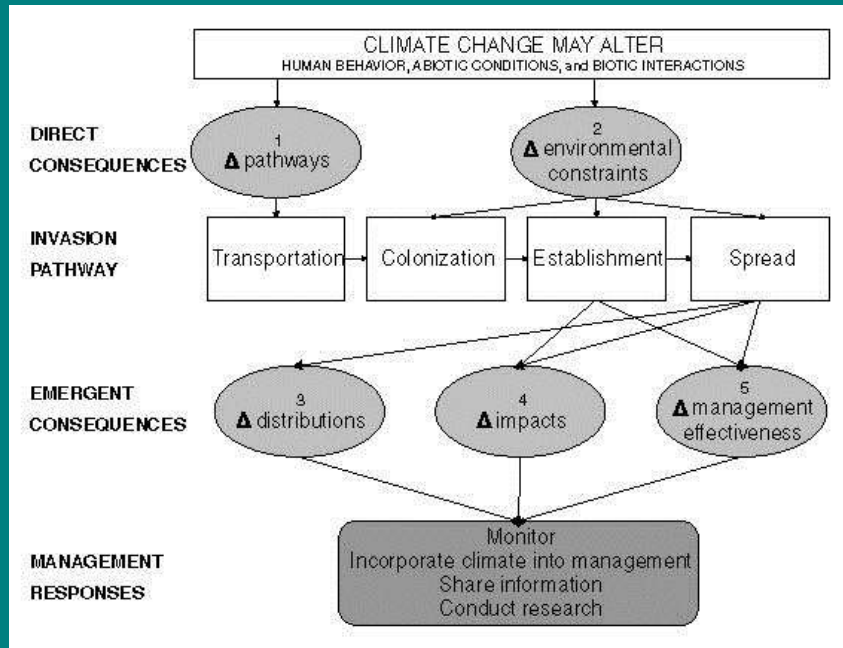 CLIMATE CHANGE MAY ALTER
HUMAN BEHAVIOR, ABIOTIC CONDITIONS, and BIOTIC INTERACTIONS
DIRECT
CONSEQUENCES
1
Δ pathways
2
Δ environmental
constraints
INVASION
PATHWAY
Transportation
Colonization
Establishment
Spread
EMERGENT
CONSEQUENCES
3
Δ distributions
4
Δ impacts
5
Δ management
effectiveness
MANAGEMENT
RESPONSES
Monitor
Incorporate climate into management
Share information
Conduct research